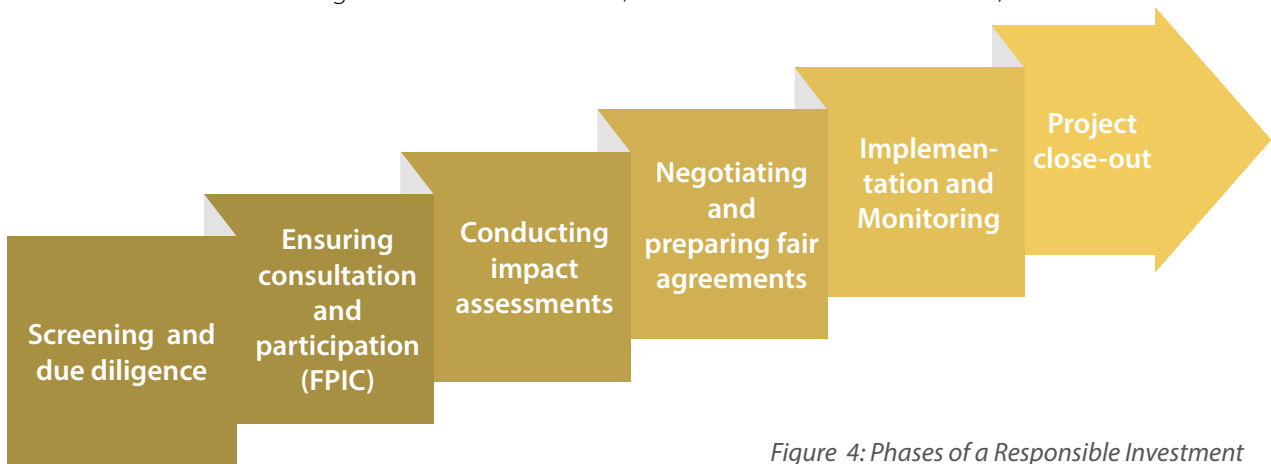 Screening and
due diligence
Ensuring
consultation
and
participation
(FPIC)
Conducting
impact
assessments
Negotiating
and
preparing fair
agreements
Implemen-
tation and
Monitoring
Project
close-out
Figure 4: Phases of a Responsible Investment